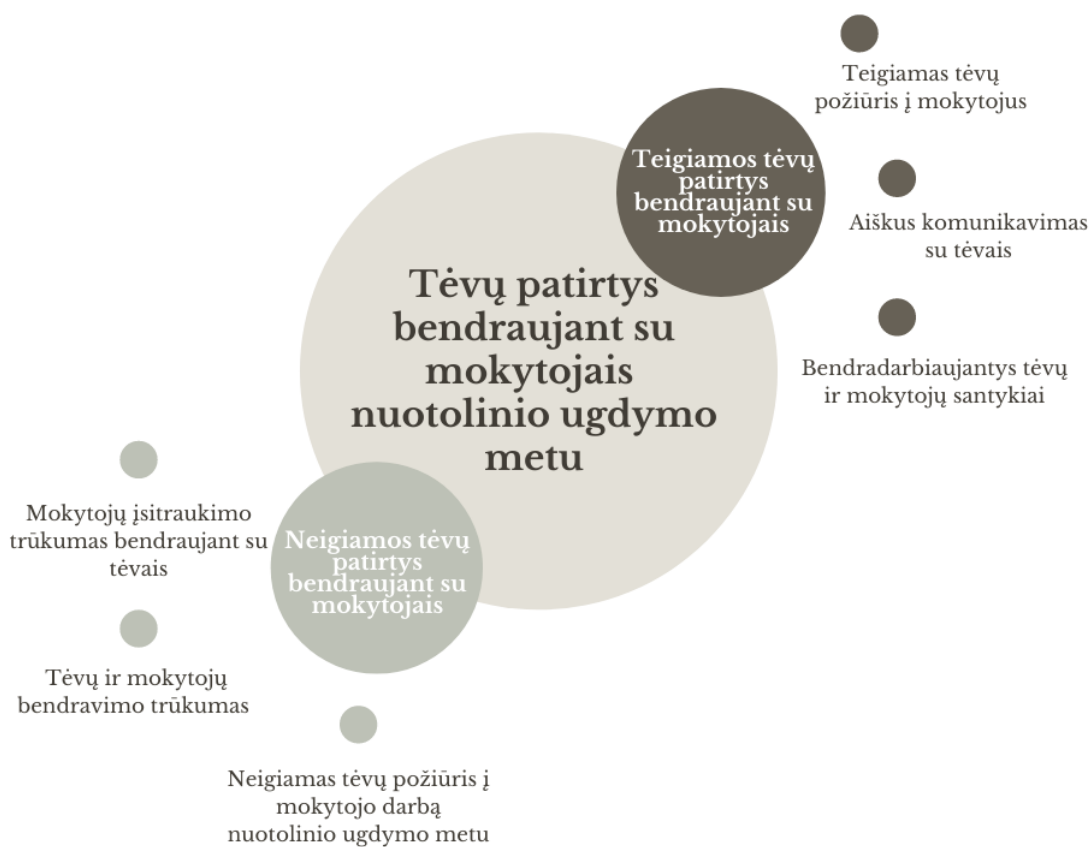 Teigiamas tėvų
požiūris į mokytojus
Teigiamos tėvų
patirtys
bendraujant su
mokytojais
Aiškus komunikavimas
su tėvais
Bendradarbiaujantys tėvų
ir mokytojų santykiai
Tėvų patirtys
bendraujant su
mokytojais
nuotolinio ugdymo
metu
Neigiamos tėvų
patirtys
bendraujant su
mokytojais
Mokytojų įsitraukimo
trūkumas bendraujant su
tėvais
Tėvų ir mokytojų
bendravimo trūkumas
Neigiamas tėvų požiūris į
mokytojo darbą
nuotolinio ugdymo metu